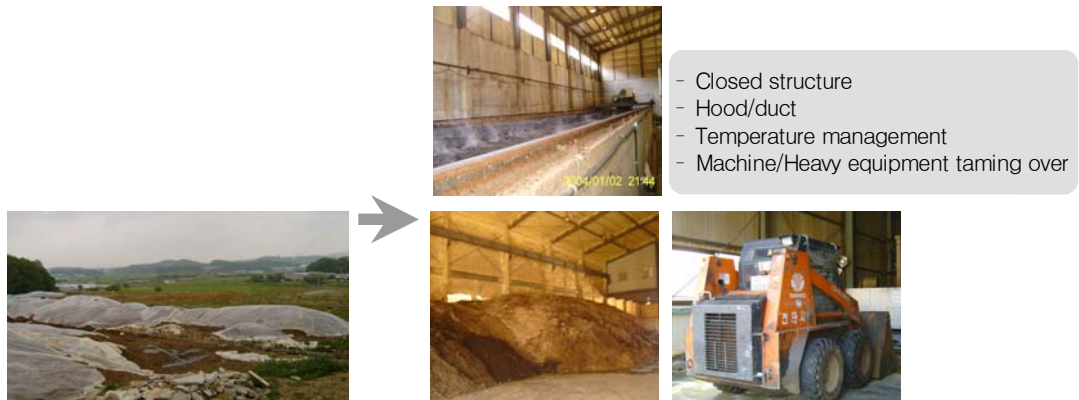 - Closed structure
- Hood/duct
- Temperature management
- Machine/Heavy equipment taming over
2004/01/02 21:44